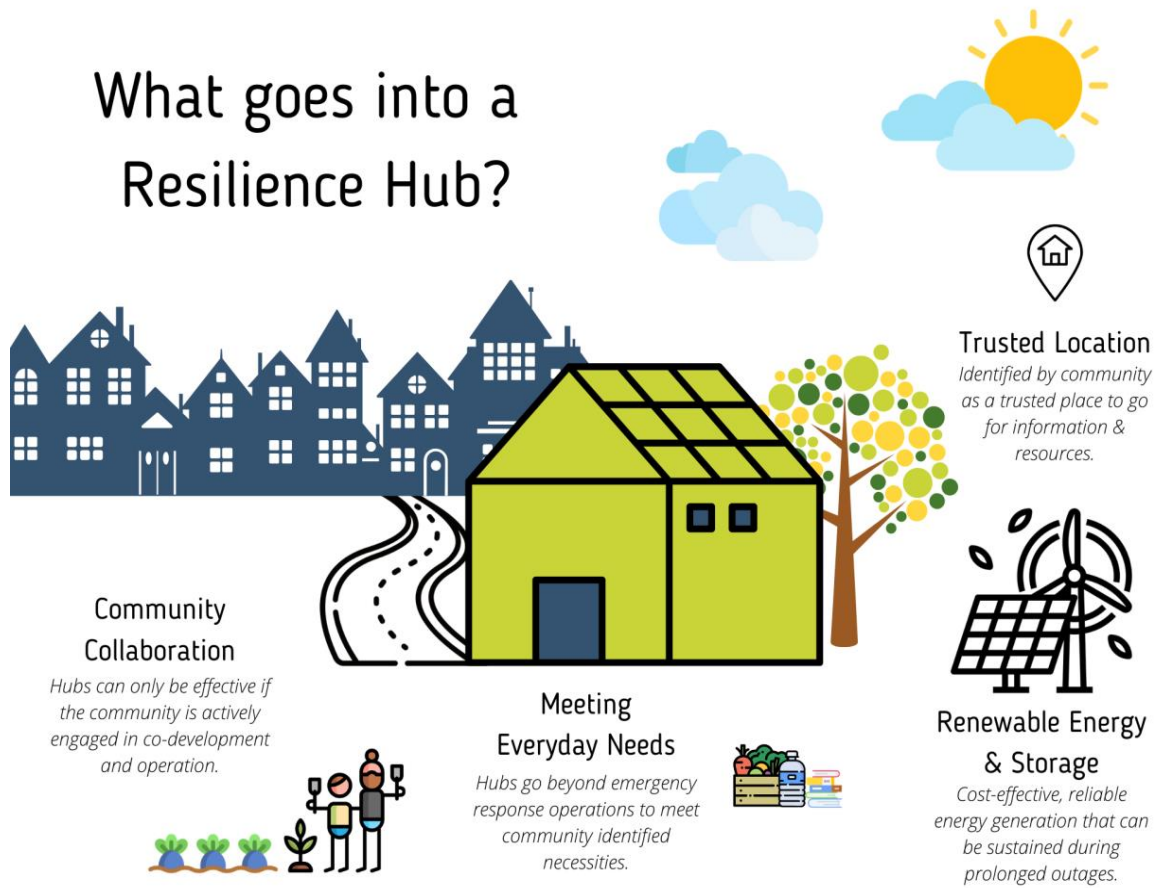 What goes into a
Resilience Hub?
Trusted Location
Identified by community
as a trusted place to go
for information &
resources.
Community
Collaboration
Hubs can only be effective if
the community is actively
engaged in co-development
and operation.
Meeting
Everyday Needs
Hubs go beyond emergency
response operations to meet
community identified
necessities.
Renewable Energy
& Storage
Cost-effective, reliable
energy generation that can
be sustained during
prolonged outages.